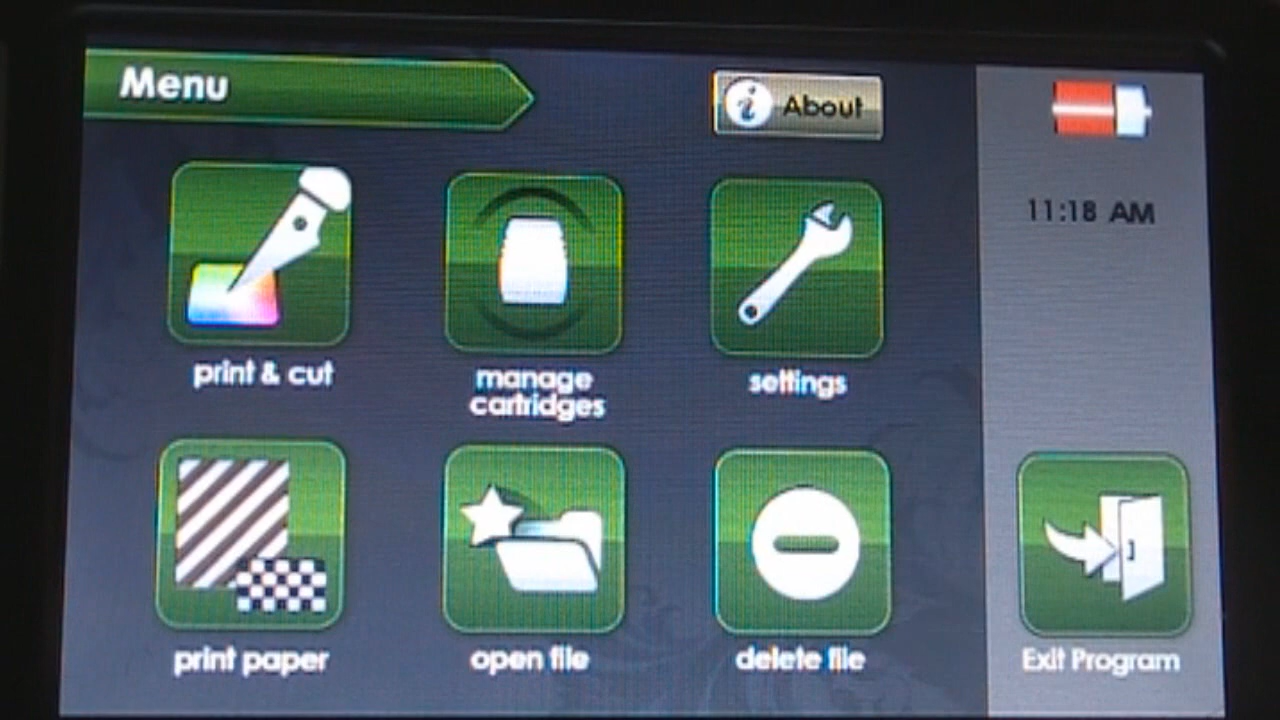 Menu
About
11:18 AM
print & cut
manage
cartridges
settings
print paper
open file
delete file
Exit Program